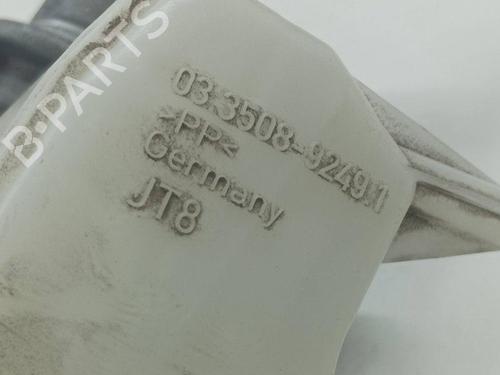 03.3508-9249.1
>PP<
Germany
JT8
B-PARTS